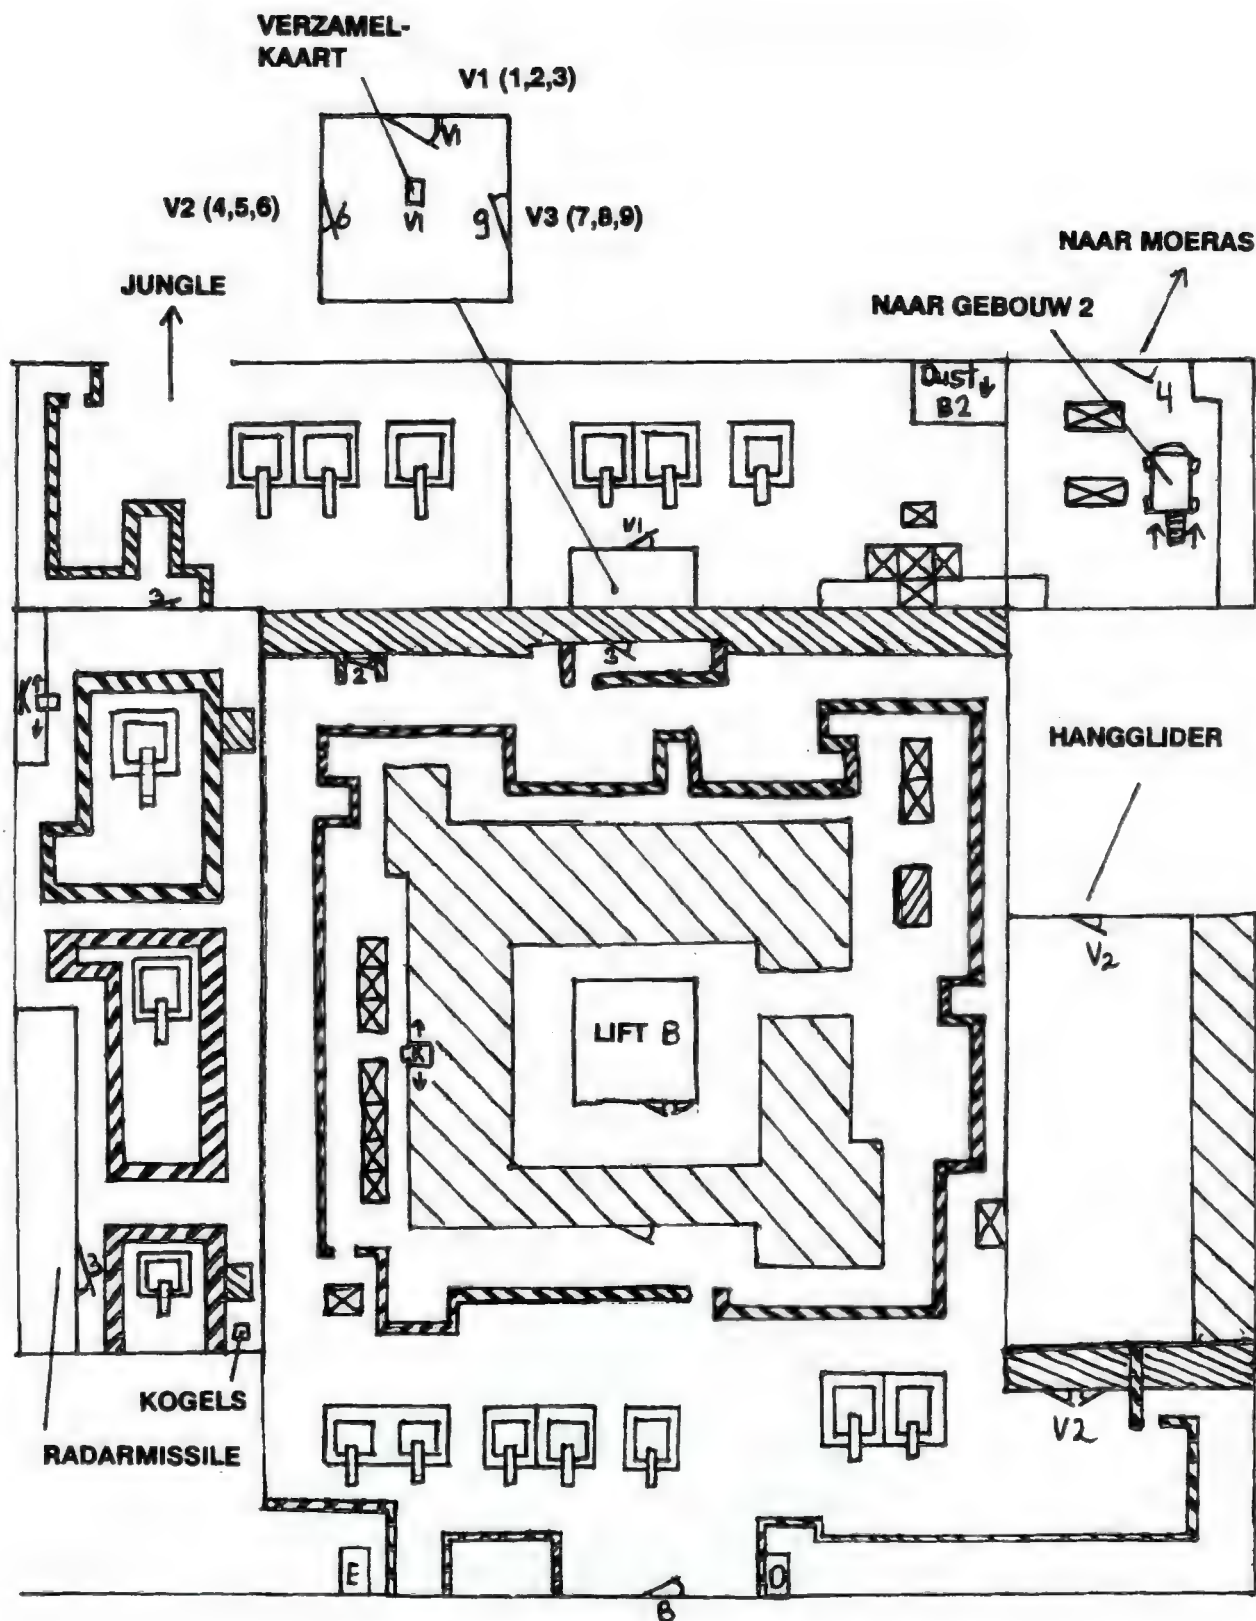 VERZAMEL-
KAART
V1 (1,2,3)
V1
V2 (4,5,6)
6
V1
9
V3 (7,8,9)
NAAR MOERAS
JUNGLE
NAAR GEBOUW 2
Dust
B2
4
V1
3
3
2
K
HANGGLIDER
V2
LIFT B
K
3
KOGELS
V2
RADARMISSILE
E
O
B